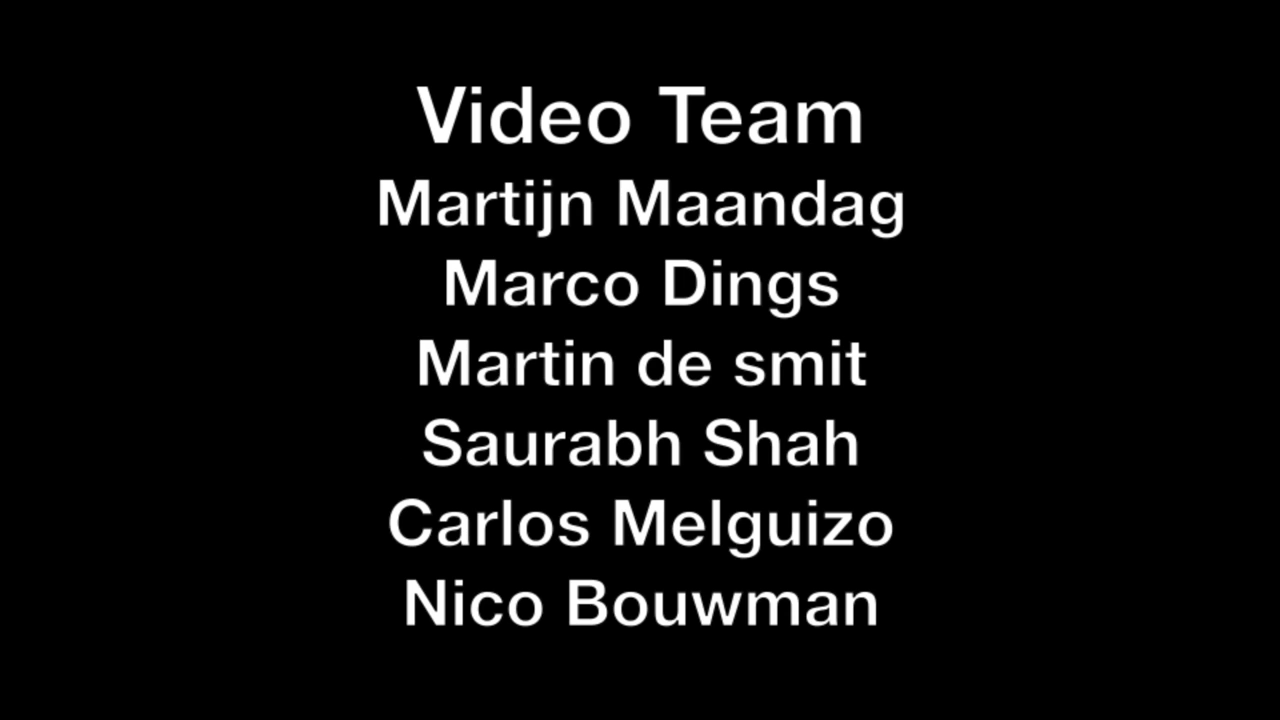 Video Team
Martijn Maandag
Marco Dings
Martin de smit
Saurabh Shah
Carlos Melguizo
Nico Bouwman